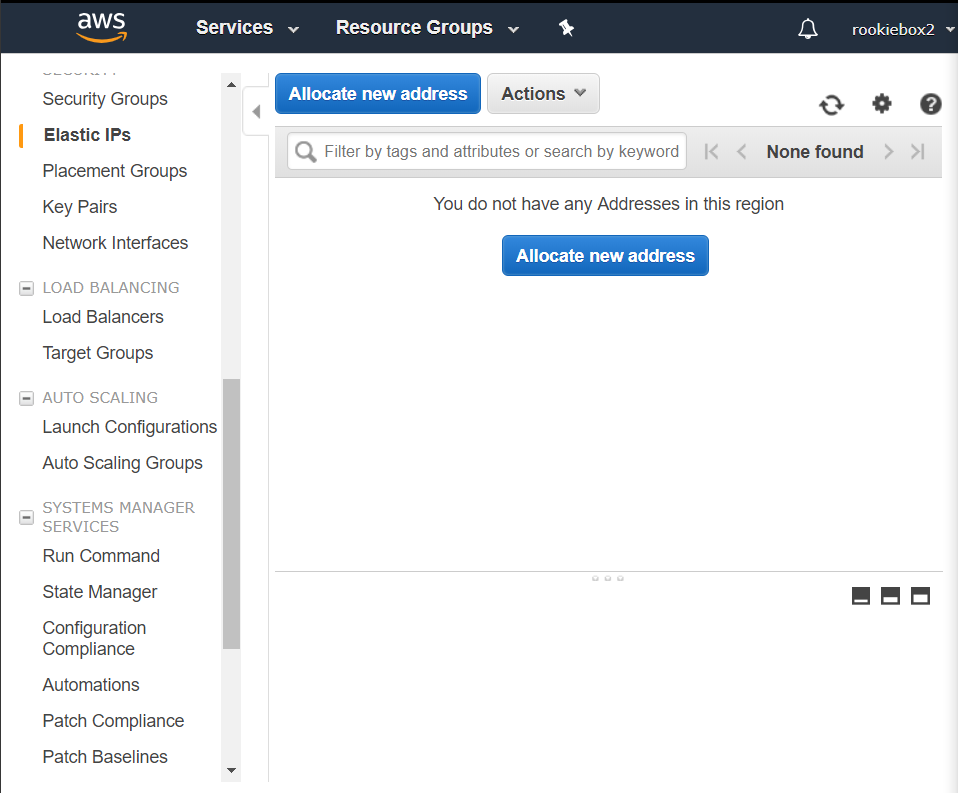 aws
Services
Resource Groups
rookiebox2
SECURITY
Security Groups
Elastic IPs
Placement Groups
Key Pairs
Network Interfaces
LOAD BALANCING
Load Balancers
Target Groups
AUTO SCALING
Launch Configurations
Auto Scaling Groups
SYSTEMS MANAGER
SERVICES
Run Command
State Manager
Configuration
Compliance
Automations
Patch Compliance
Patch Baselines
Allocate new address
Actions
Filter by tags and attributes or search by keyword
None found
You do not have any Addresses in this region
Allocate new address